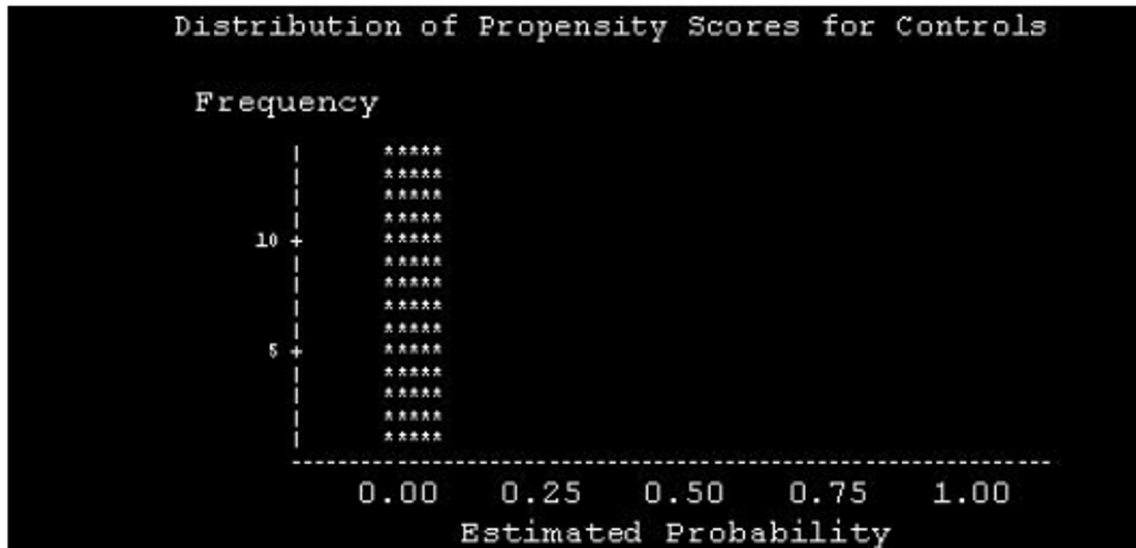 Distribution of Propensity Scores for Controls
Frequency
| *****
| *****
| *****
| *****
10 + *****
| *****
| *****
| *****
| *****
5 + *****
| *****
| *****
| *****
| *****
------------------------------------------------------------------
0.00 0.25 0.50 0.75 1.00
Estimated Probability